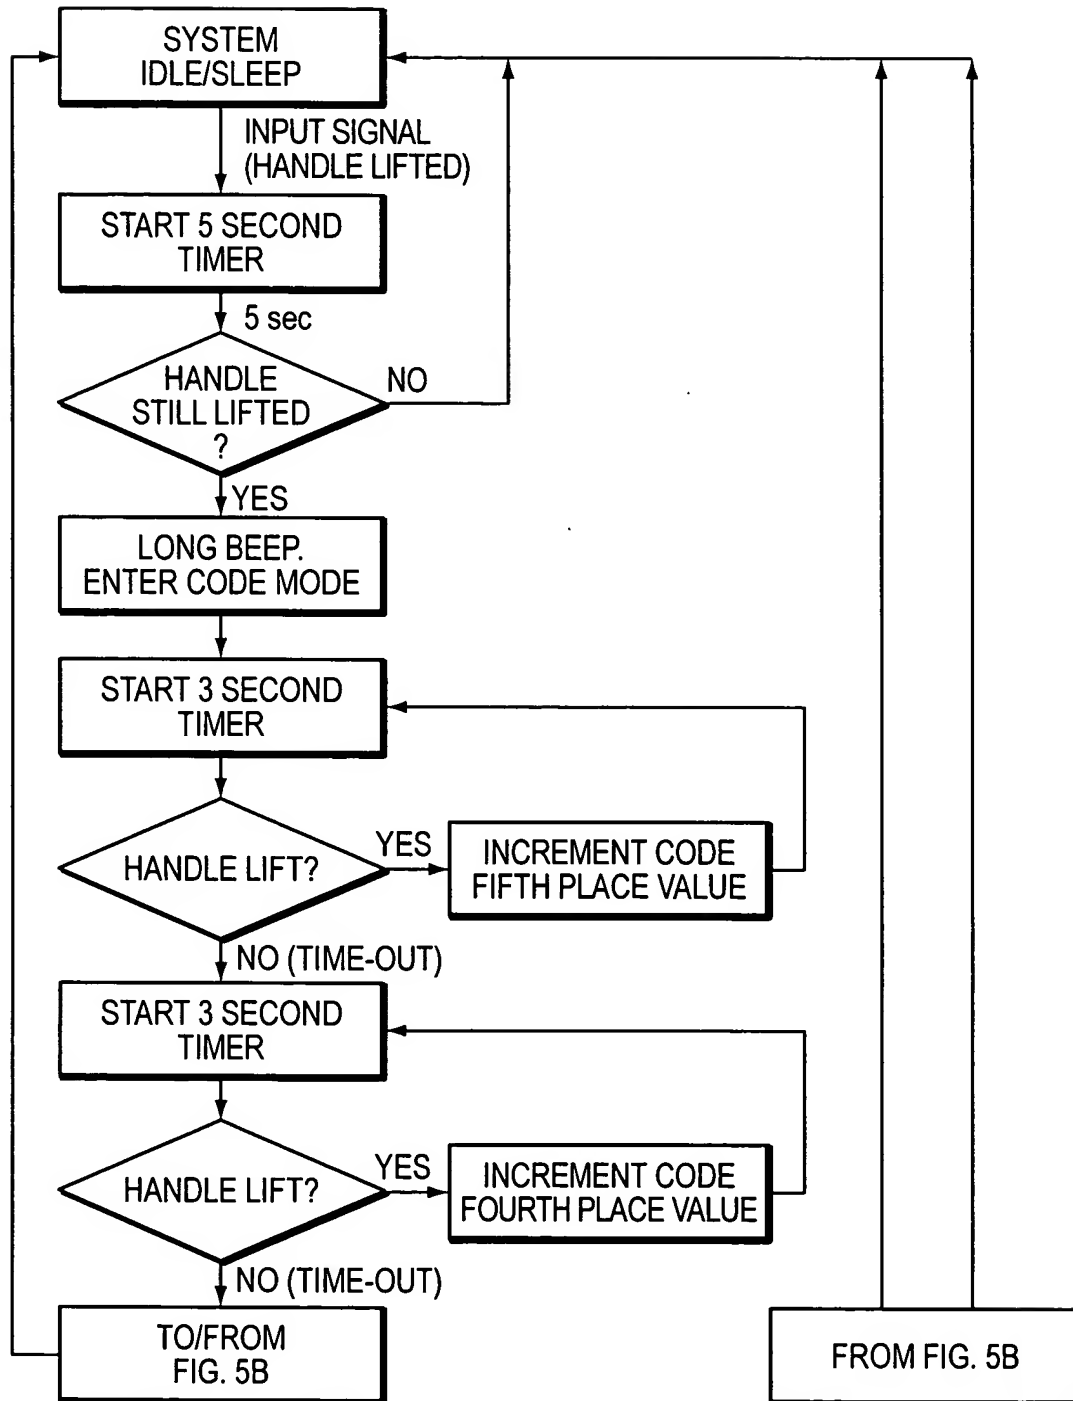 SYSTEM
IDLE/SLEEP
INPUT SIGNAL
(HANDLE LIFTED)
START 5 SECOND
TIMER
5 sec
HANDLE
STILL LIFTED
?
NO
YES
LONG BEEP.
ENTER CODE MODE
START 3 SECOND
TIMER
HANDLE LIFT?
YES
INCREMENT CODE
FIFTH PLACE VALUE
NO (TIME-OUT)
START 3 SECOND
TIMER
HANDLE LIFT?
YES
INCREMENT CODE
FOURTH PLACE VALUE
NO (TIME-OUT)
TO/FROM
FIG. 5B
FROM FIG. 5B